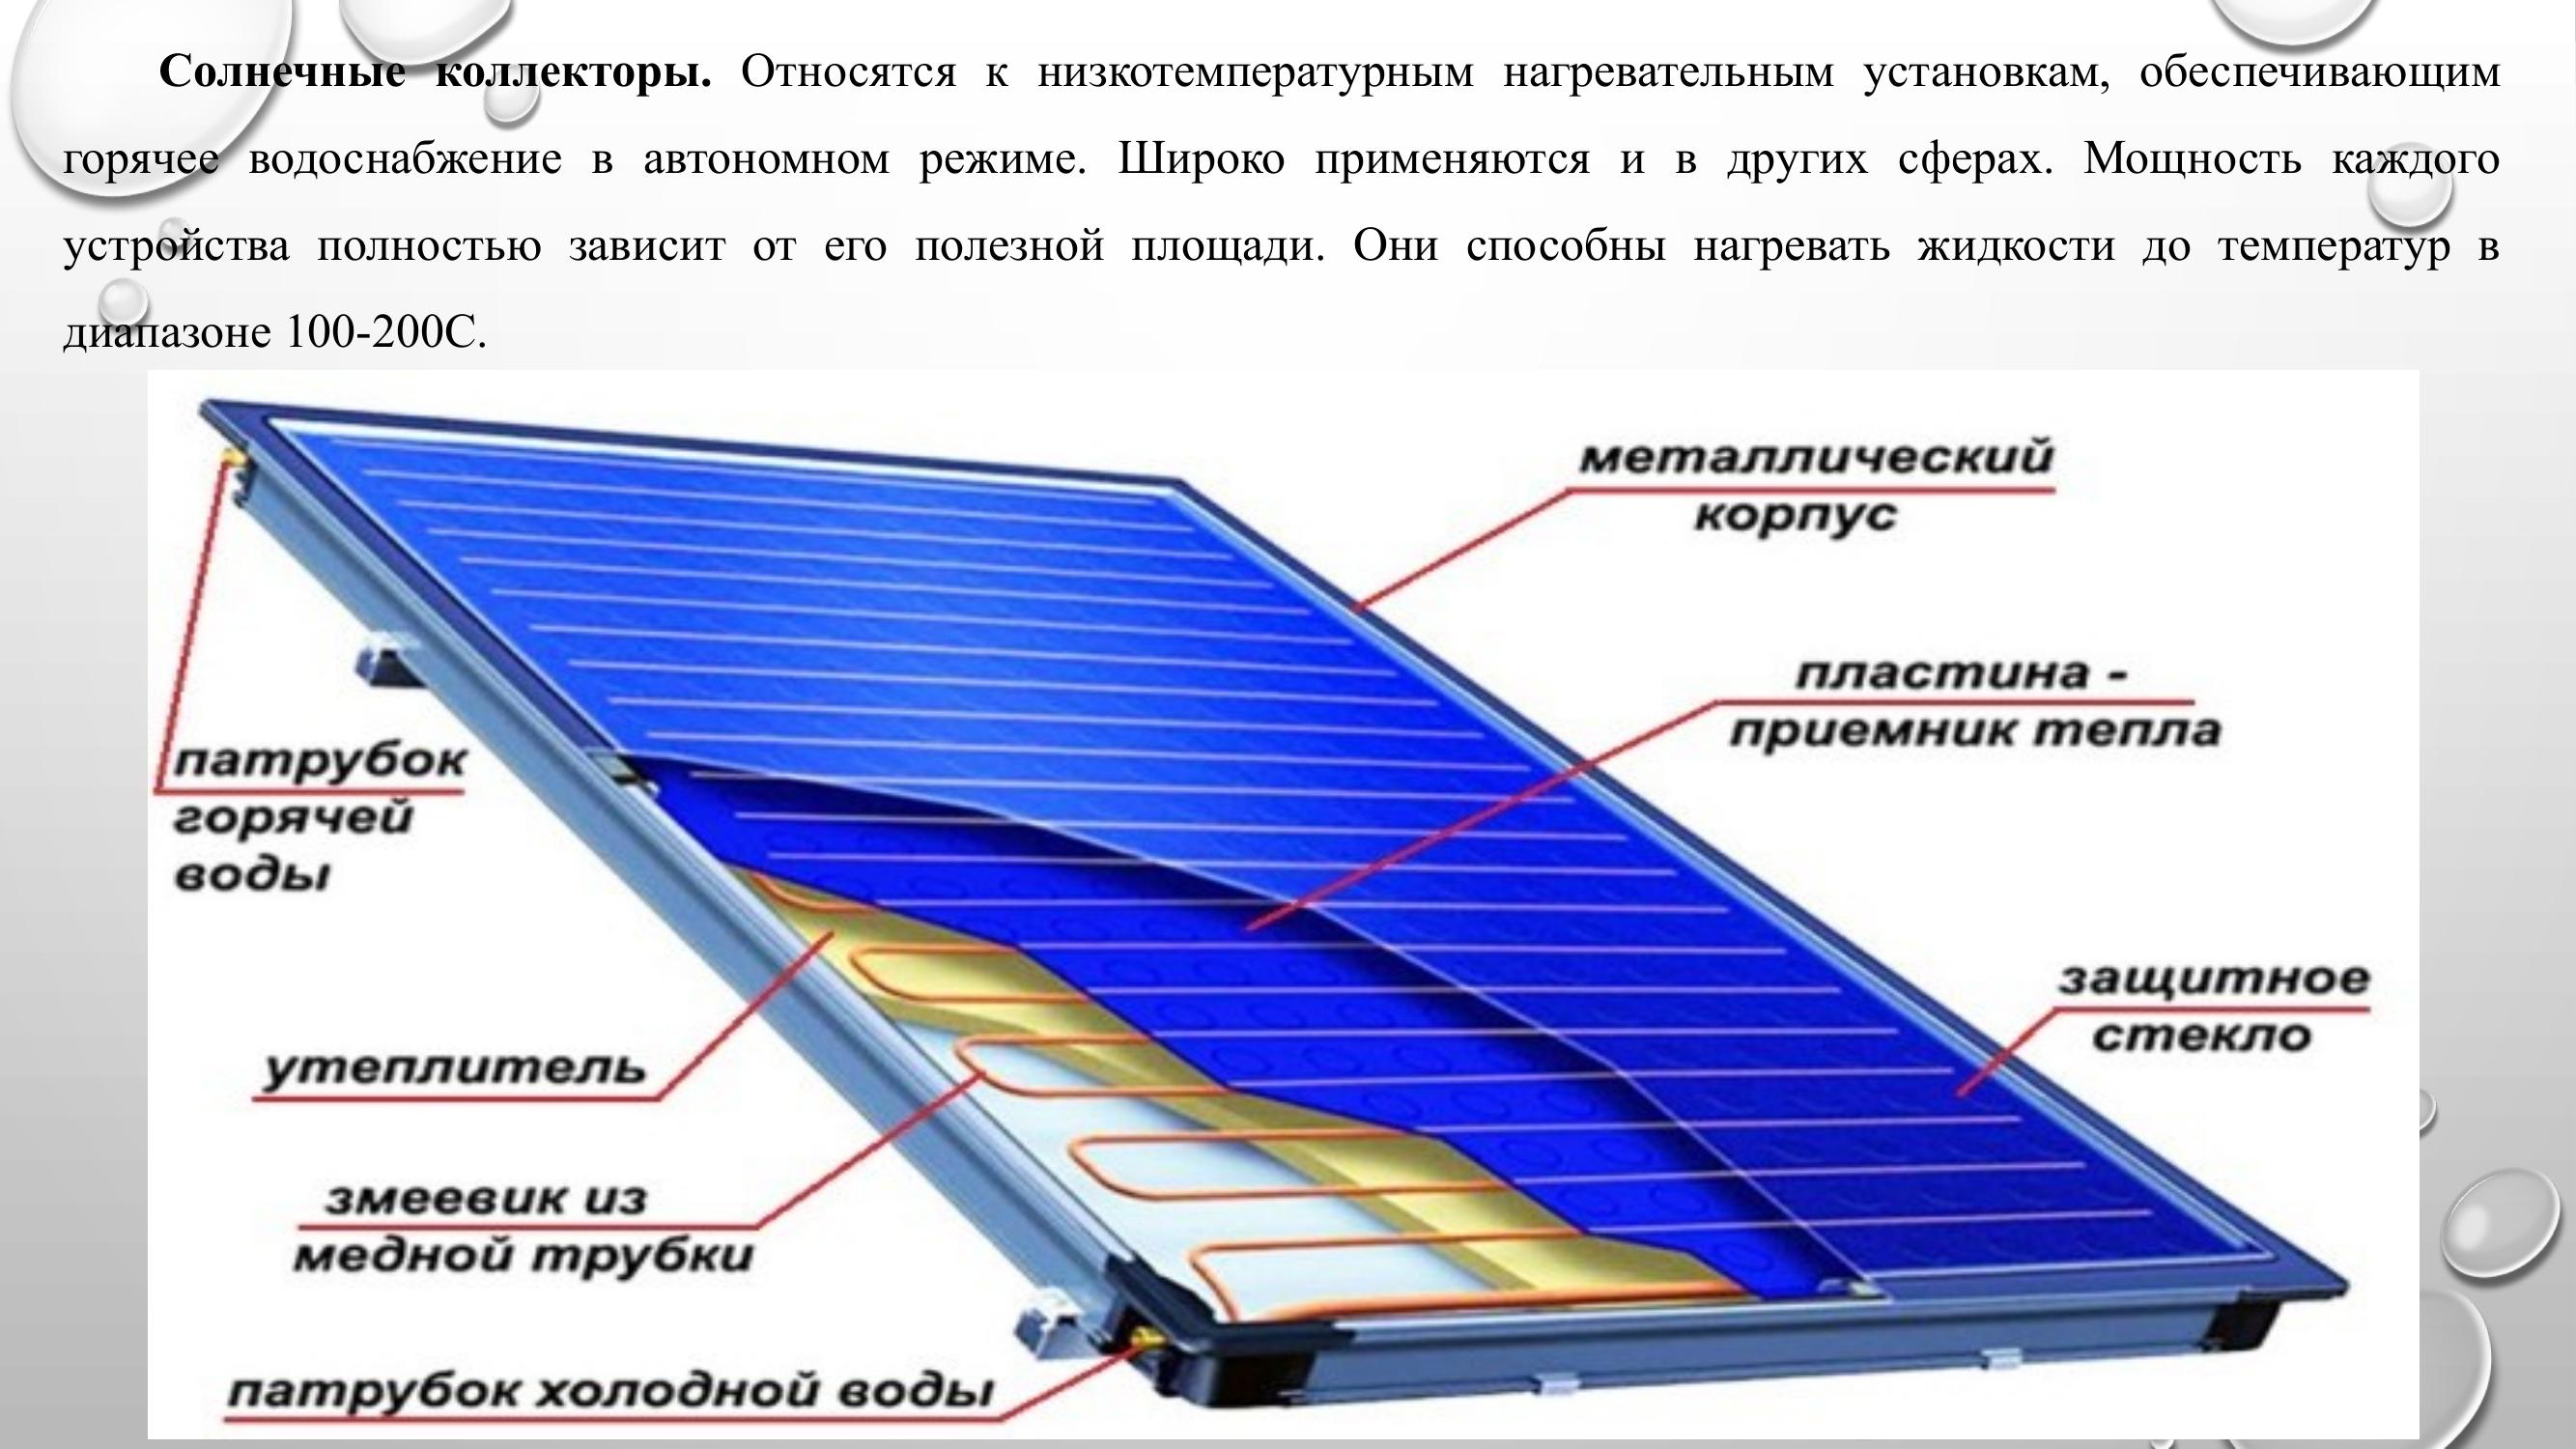 Солнечные коллекторы. Относятся к низкотемпературным нагревательным установкам, обеспечивающим
горячее водоснабжение в автономном режиме. Широко применяются и в других сферах. Мощность каждого
устройства полностью зависит от его полезной площади. Они способны нагревать жидкости до температур в
диапазоне 100-200С.
металлический
корпус
пластина -
приемник тепла
патрубок
горячей
воды
защитное
стекло
утеплитель
змеевик из
медной трубки
патрубок холодной воды